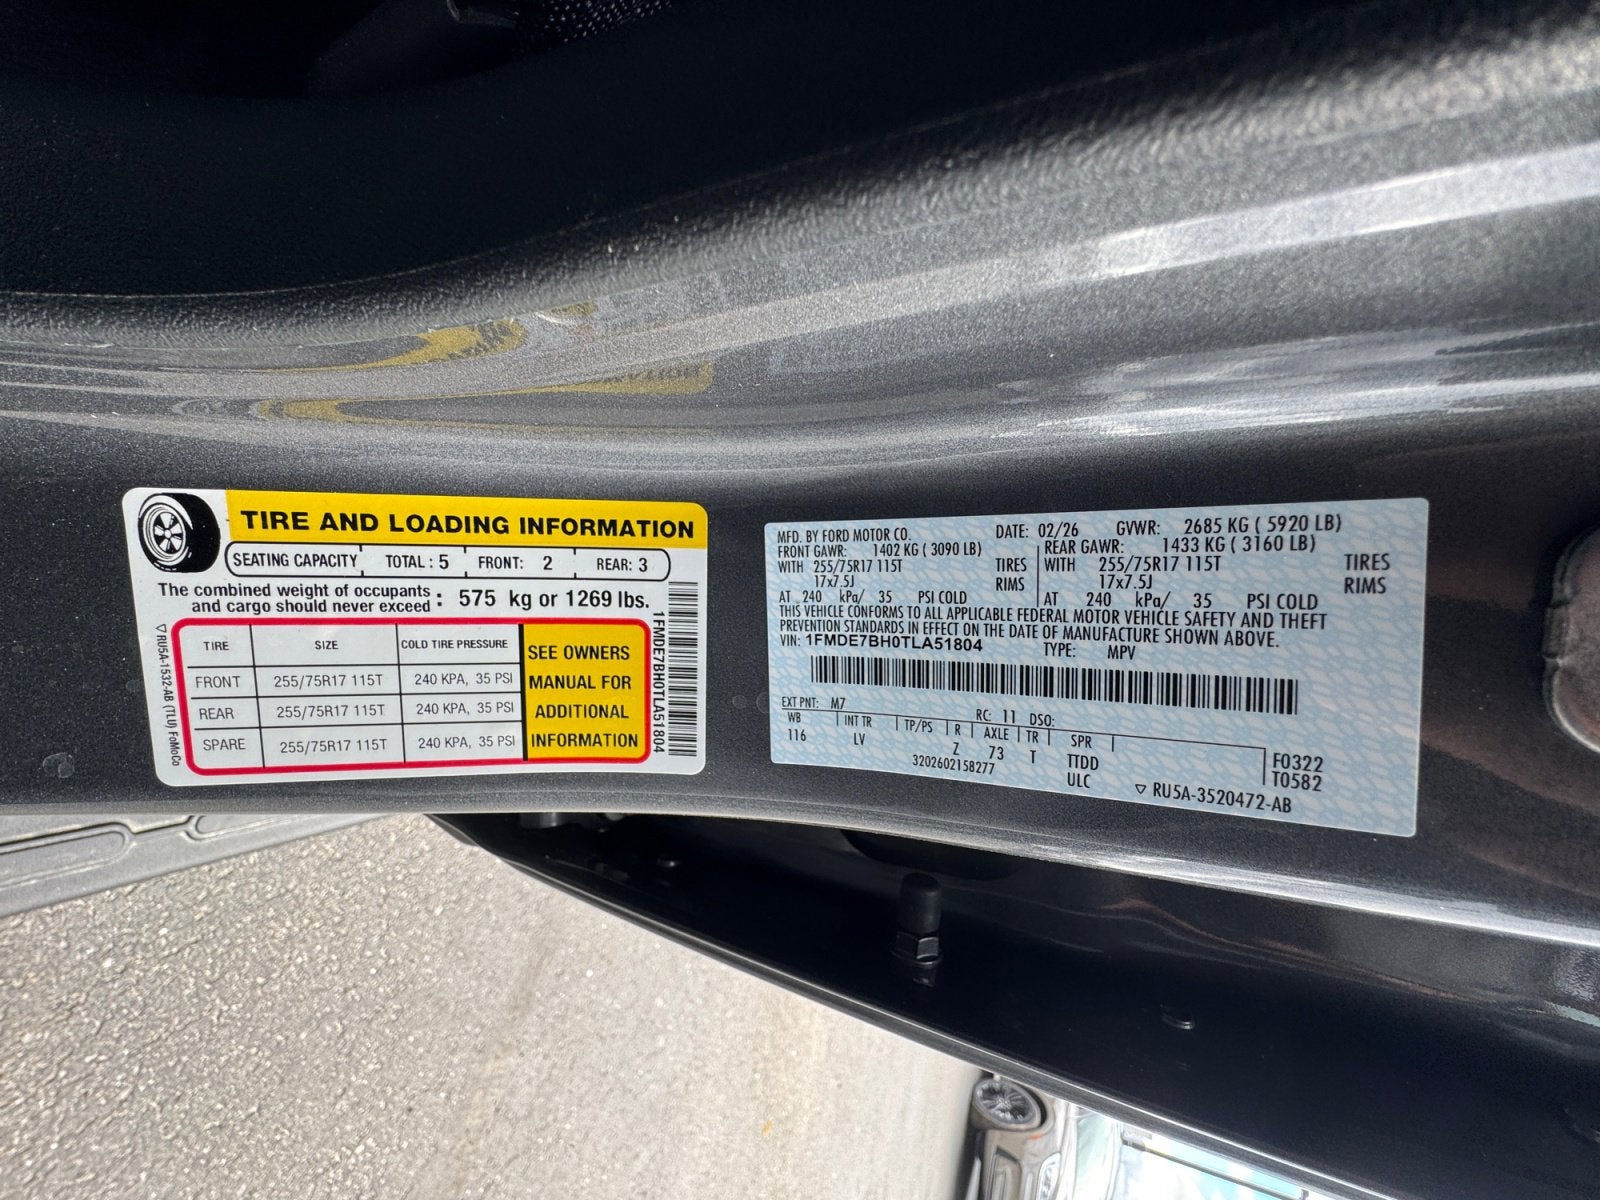 TIRE AND LOADING INFORMATION
SEATING CAPACITY TOTAL : 5 FRONT: 2 REAR: 3
The combined weight of occupants
and cargo should never exceed : 575 kg or 1269 lbs.
TIRE SIZE COLD TIRE PRESSURE
FRONT 255/75R17 115T 240 KPA, 35 PSI
REAR 255/75R17 115T 240 KPA, 35 PSI
SPARE 255/75R17 115T 240 KPA, 35 PSI
SEE OWNERS
MANUAL FOR
ADDITIONAL
INFORMATION
RU5A-1532-AB (TLU) FoMoCo
1FMDE7BH0TLA51804
MFD. BY FORD MOTOR CO. DATE: 02/26 GVWR: 2685 KG ( 5920 LB)
FRONT GAWR: 1402 KG ( 3090 LB) REAR GAWR: 1433 KG ( 3160 LB)
WITH 255/75R17 115T TIRES WITH 255/75R17 115T TIRES
17x7.5J RIMS 17x7.5J RIMS
AT 240 kPa/ 35 PSI COLD AT 240 kPa/ 35 PSI COLD
THIS VEHICLE CONFORMS TO ALL APPLICABLE FEDERAL MOTOR VEHICLE SAFETY AND THEFT
PREVENTION STANDARDS IN EFFECT ON THE DATE OF MANUFACTURE SHOWN ABOVE.
VIN: 1FMDE7BH0TLA51804 TYPE: MPV
EXT PNT: M7 RC: 11 DSO:
WB INT TR TP/PS R AXLE TR SPR
116 LV Z 73 T TTDD
3202602158277 ULC
F0322
T0582
RU5A-3520472-AB